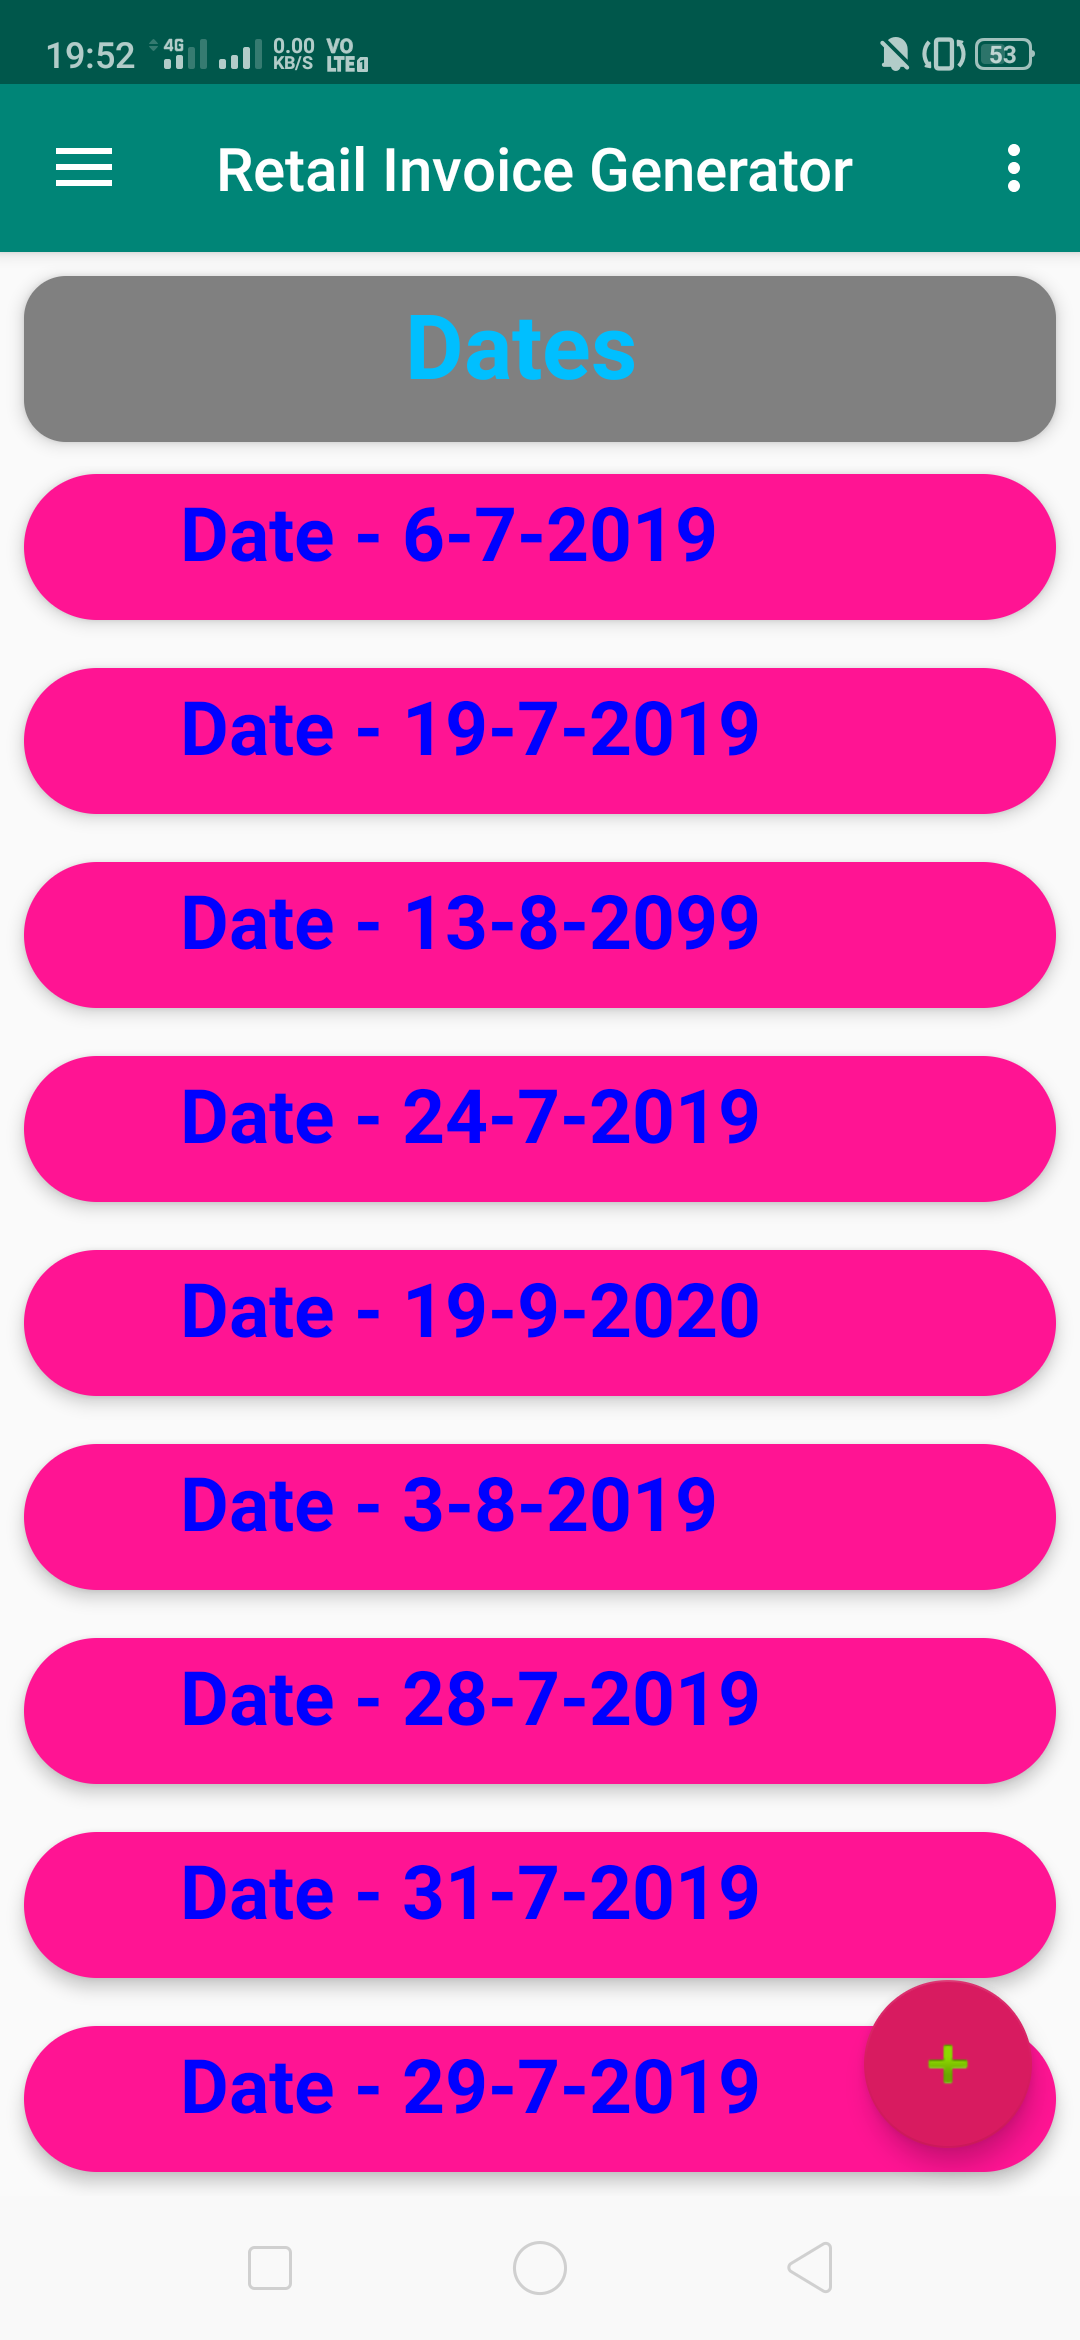 19:52 4G 0.00 KB/S VO LTE1 53
Retail Invoice Generator
Dates
Date - 6-7-2019
Date - 19-7-2019
Date - 13-8-2099
Date - 24-7-2019
Date - 19-9-2020
Date - 3-8-2019
Date - 28-7-2019
Date - 31-7-2019
Date - 29-7-2019
+